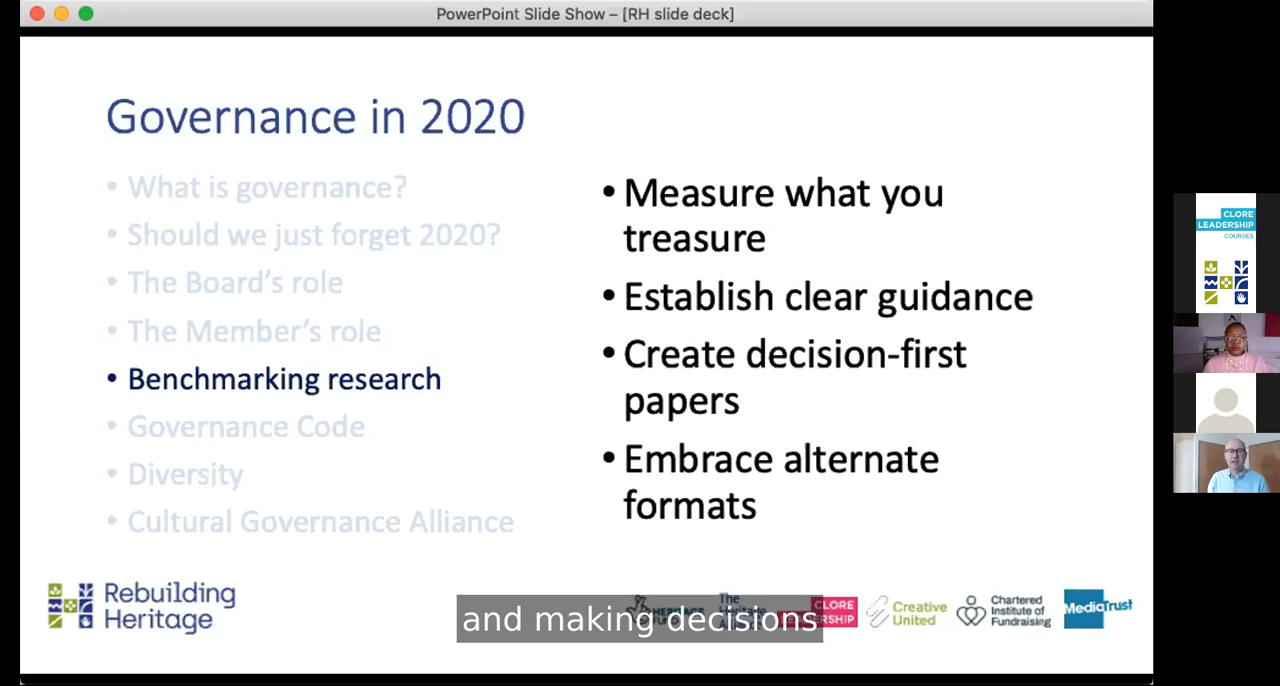 PowerPoint Slide Show – [RH slide deck]
Governance in 2020
• What is governance?
• Should we just forget 2020?
• The Board's role
• The Member's role
• Benchmarking research
• Governance Code
• Diversity
• Cultural Governance Alliance
• Measure what you
treasure
• Establish clear guidance
• Create decision-first
papers
• Embrace alternate
formats
CLORE
LEADERSHIP
COURSES
Rebuilding
Heritage
and making decisions
The
CLORE
Creative
United
Chartered
Institute of
Fundraising
MediaTrust